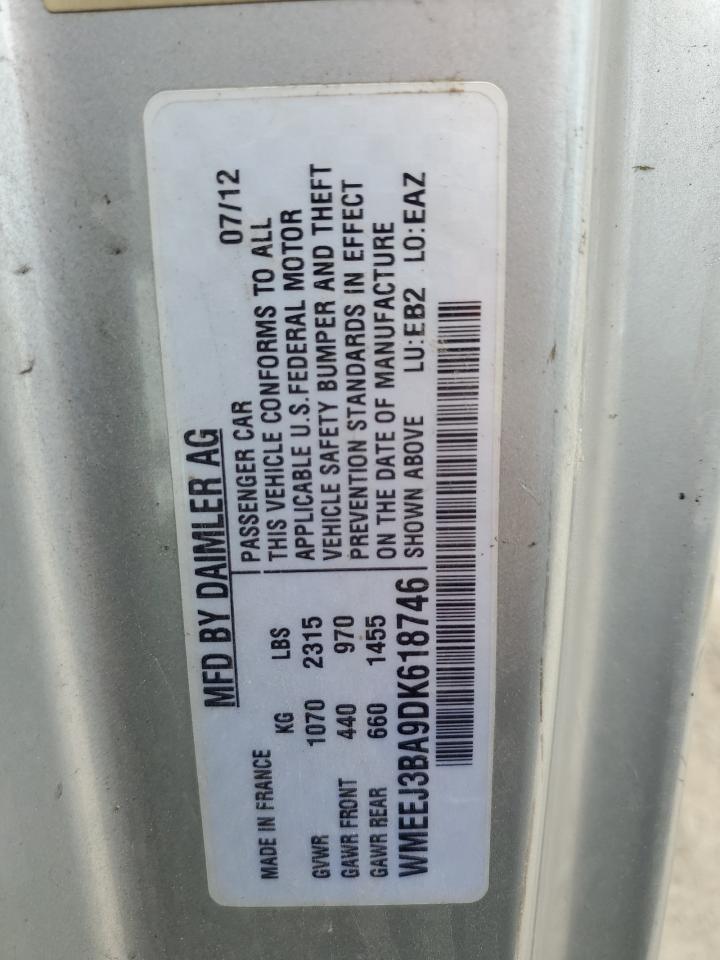 MFD BY DAIMLER AG 07/12
MADE IN FRANCE
KG LBS
GVWR 1070 2315
GAWR FRONT 440 970
GAWR REAR 660 1455
PASSENGER CAR
THIS VEHICLE CONFORMS TO ALL
APPLICABLE U.S.FEDERAL MOTOR
VEHICLE SAFETY BUMPER AND THEFT
PREVENTION STANDARDS IN EFFECT
ON THE DATE OF MANUFACTURE
SHOWN ABOVE LU:EB2 LO:EAZ
WMEEJ3BA9DK618746